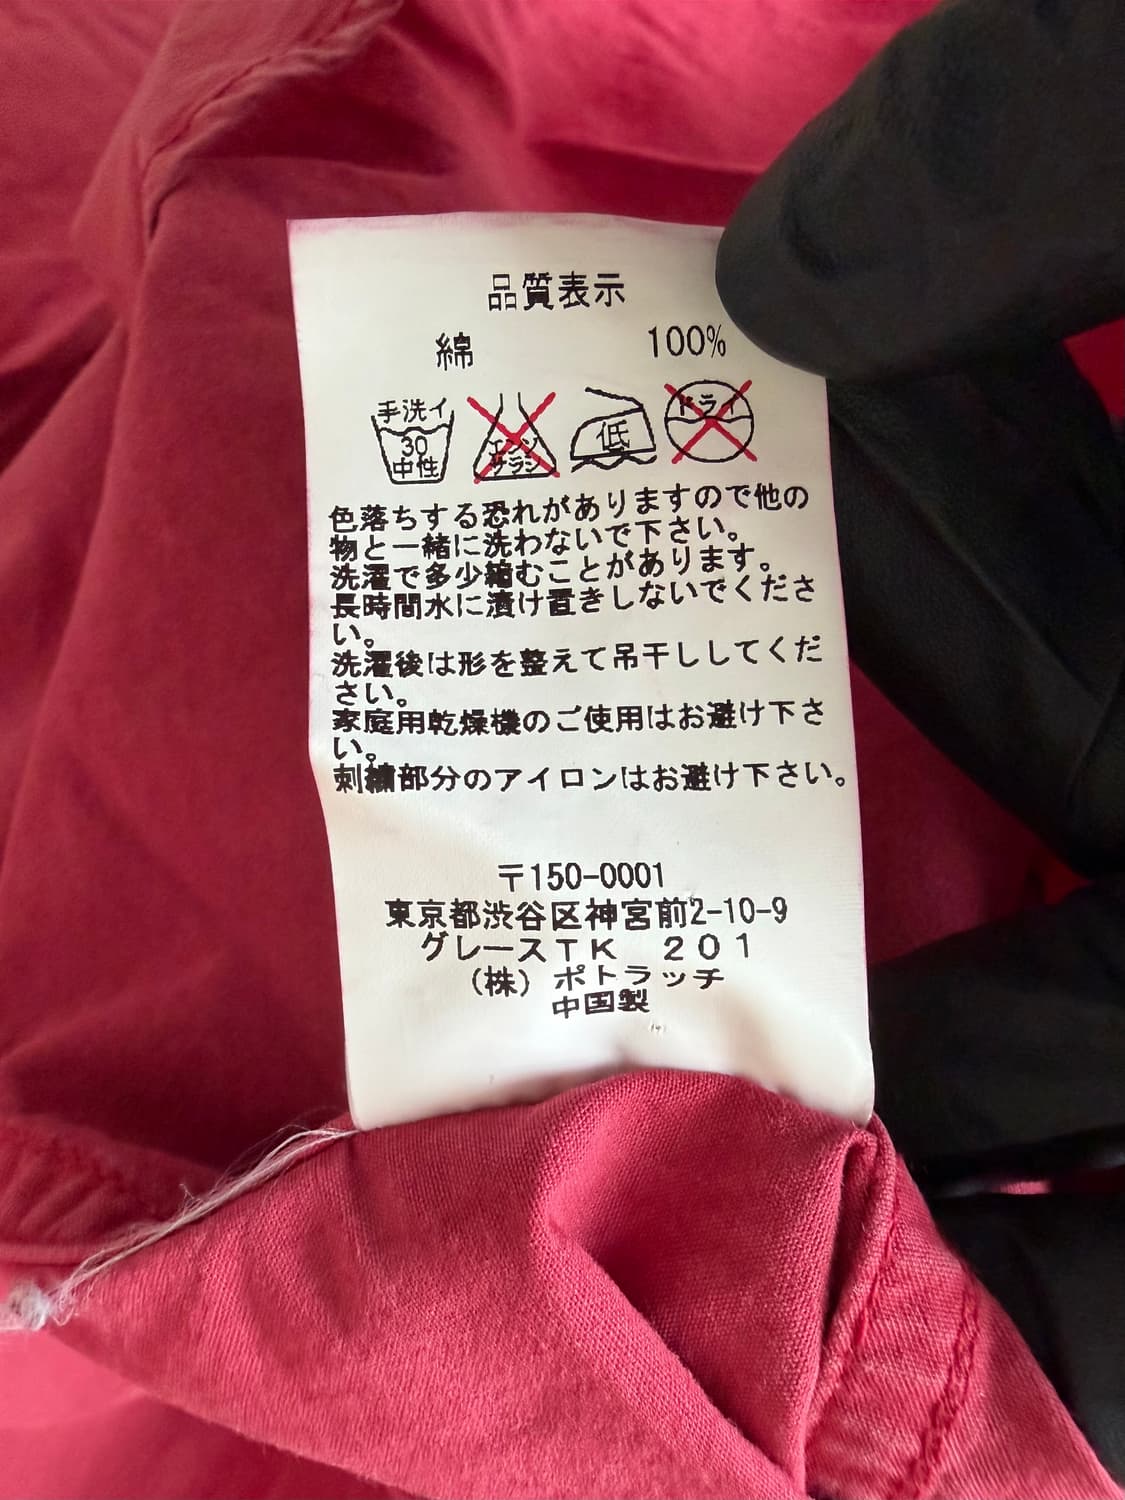 品質表示
綿 100%
手洗イ 30 中性
エンソ サラシ
低
ドライ
色落ちする恐れがありますので他の
物と一緒に洗わないで下さい。
洗濯で多少縮むことがあります。
長時間水に漬け置きしないでくださ
い。
洗濯後は形を整えて吊干ししてくだ
さい。
家庭用乾燥機のご使用はお避け下さ
い。
刺繍部分のアイロンはお避け下さい。
〒150-0001
東京都渋谷区神宮前2-10-9
グレースTK 201
(株) ポトラッチ
中国製